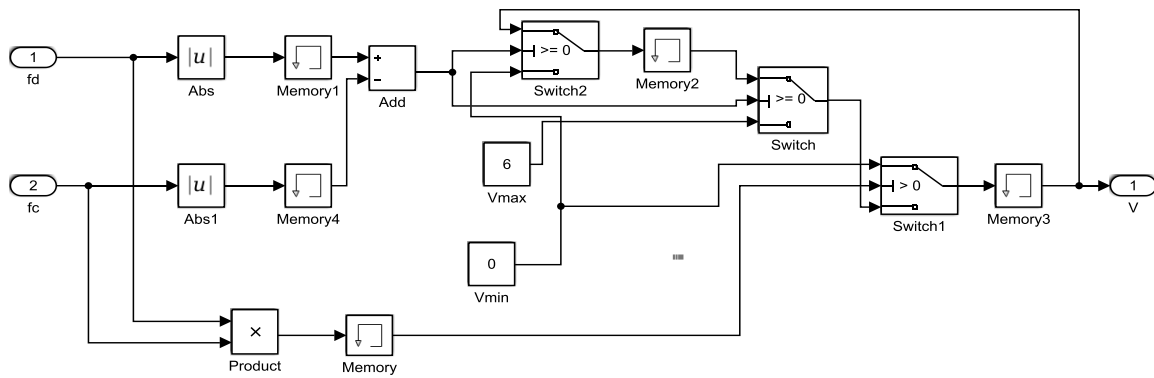 1
fd
|u|
Abs
Memory1
+
−
Add
>= 0
Switch2
Memory2
>= 0
Switch
6
Vmax
2
fc
|u|
Abs1
Memory4
> 0
Switch1
Memory3
1
V
0
Vmin
×
Product
Memory